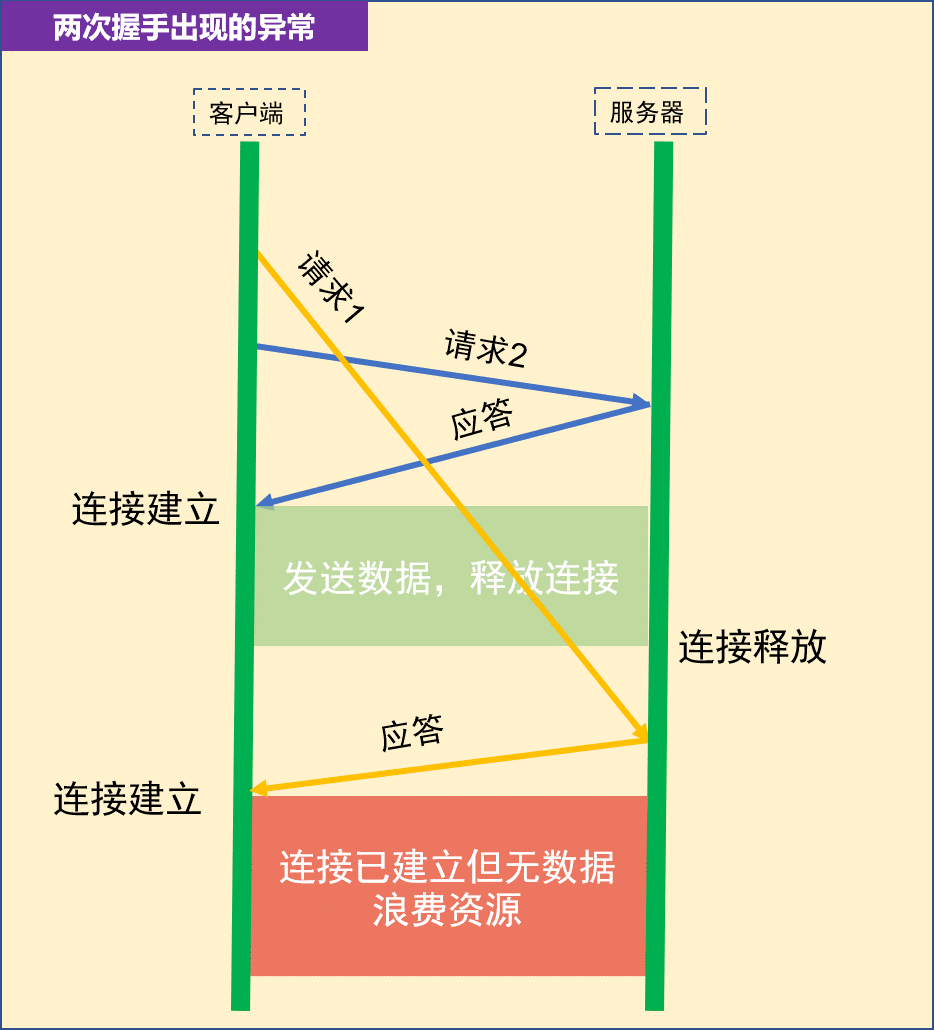 两次握手出现的异常
客户端
服务器
请求1
请求2
应答
连接建立
发送数据，释放连接
连接释放
应答
连接建立
连接已建立但无数据
浪费资源